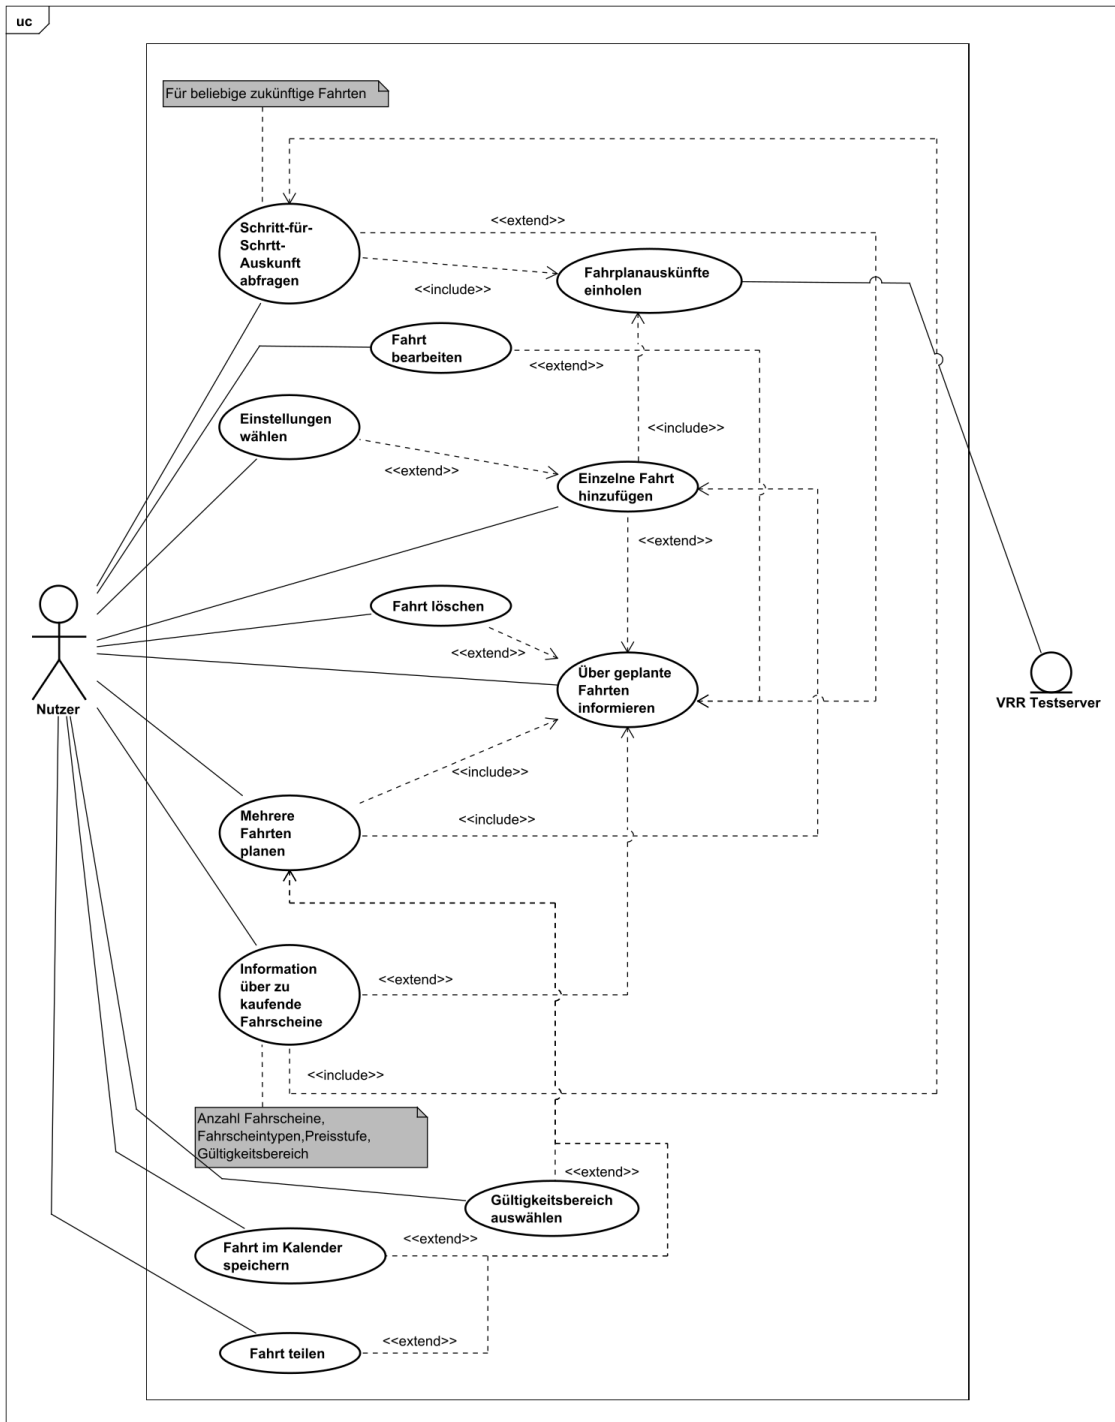 uc
Für beliebige zukünftige Fahrten
Schritt-für-
Schrtt-
Auskunft
abfragen
<<extend>>
<<include>>
Fahrplanauskünfte
einholen
Fahrt
bearbeiten
<<extend>>
Einstellungen
wählen
<<extend>>
<<include>>
Einzelne Fahrt
hinzufügen
<<extend>>
Fahrt löschen
<<extend>>
Über geplante
Fahrten
informieren
Nutzer
VRR Testserver
<<include>>
Mehrere
Fahrten
planen
<<include>>
Information
über zu
kaufende
Fahrscheine
<<extend>>
<<include>>
Anzahl Fahrscheine,
Fahrscheintypen,Preisstufe,
Gültigkeitsbereich
<<extend>>
Gültigkeitsbereich
auswählen
Fahrt im Kalender
speichern
<<extend>>
Fahrt teilen
<<extend>>